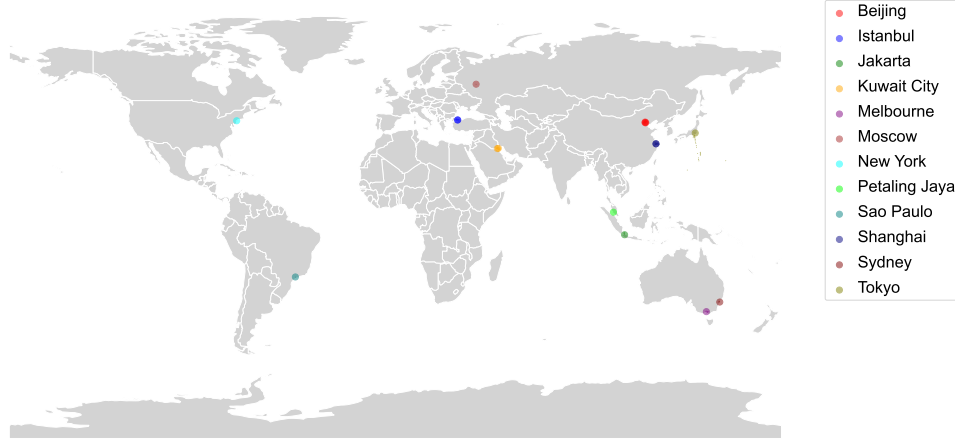 Beijing
Istanbul
Jakarta
Kuwait City
Melbourne
Moscow
New York
Petaling Jaya
Sao Paulo
Shanghai
Sydney
Tokyo